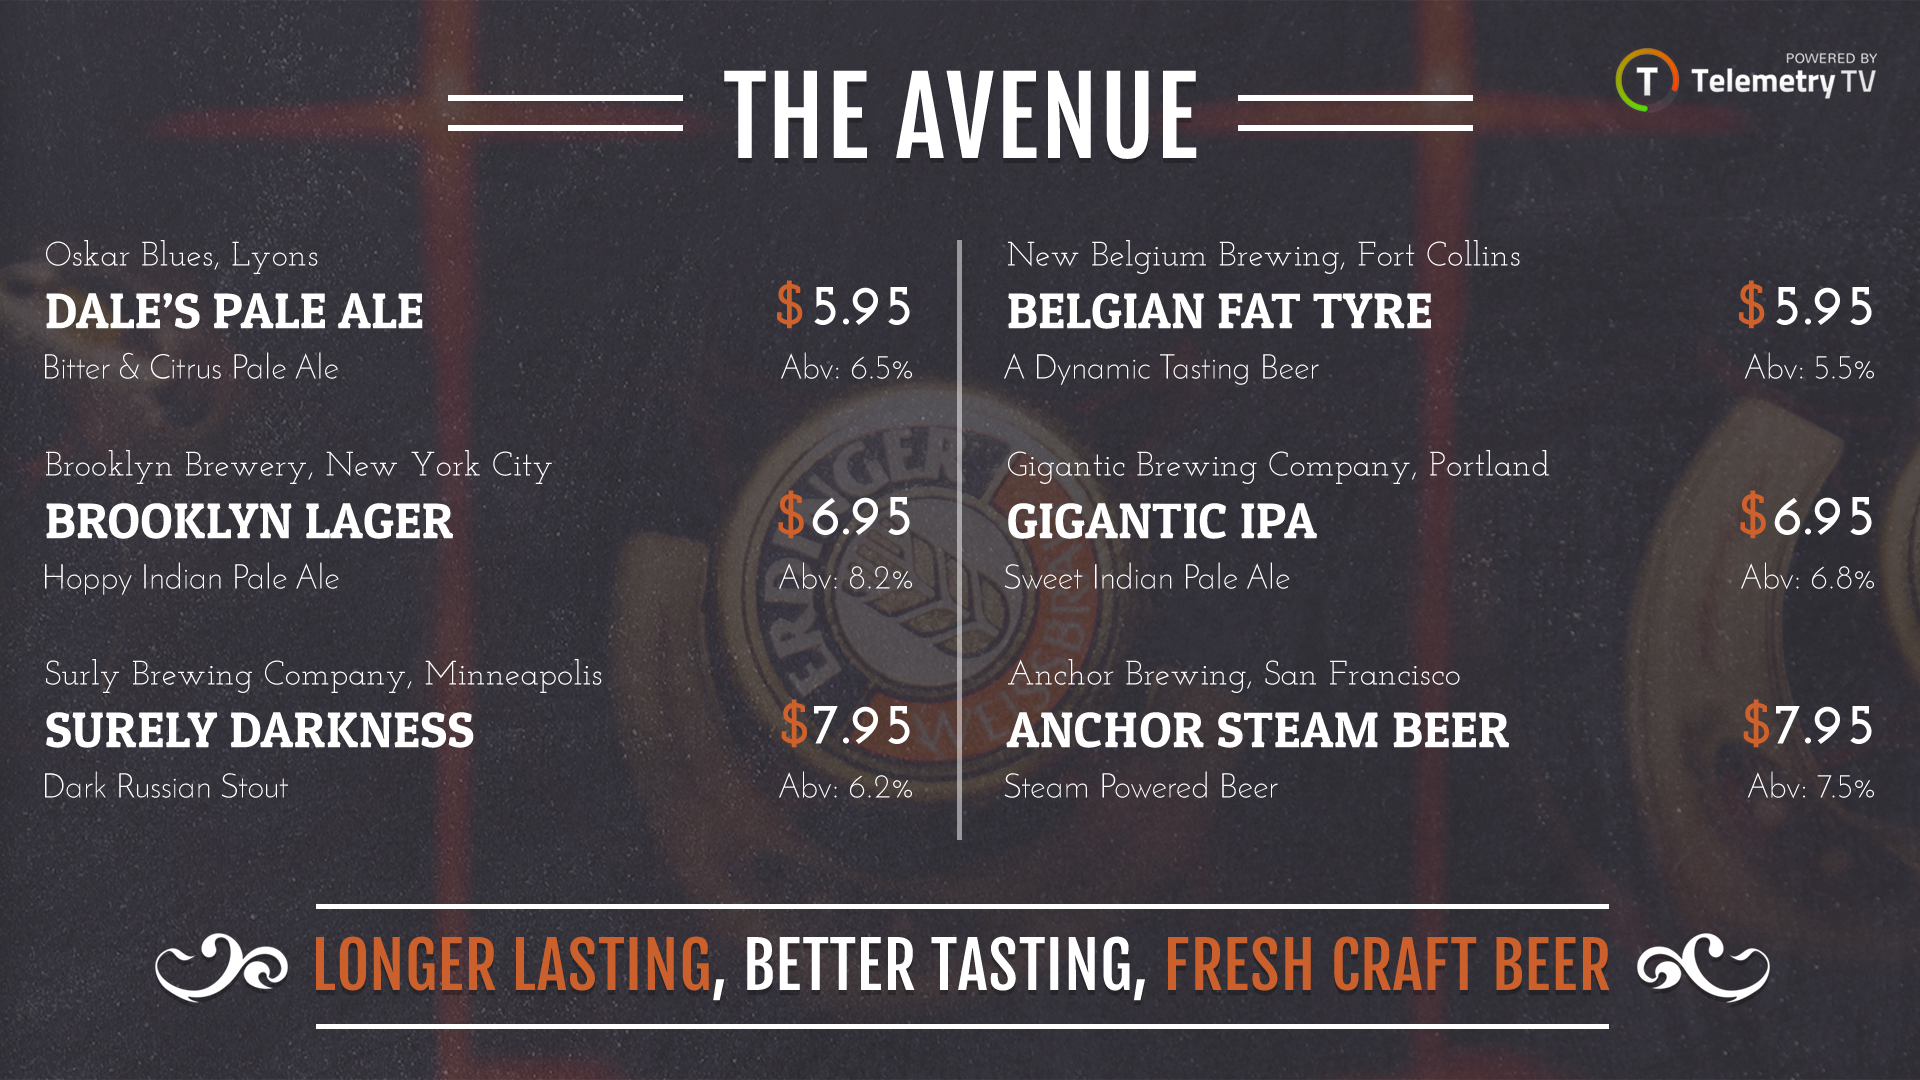 THE AVENUE
POWERED BY
T TelemetryTV
Oskar Blues, Lyons
DALE'S PALE ALE
$5.95
Bitter & Citrus Pale Ale
Abv: 6.5%
Brooklyn Brewery, New York City
BROOKLYN LAGER
$6.95
Hoppy Indian Pale Ale
Abv: 8.2%
Surly Brewing Company, Minneapolis
SURELY DARKNESS
$7.95
Dark Russian Stout
Abv: 6.2%
New Belgium Brewing, Fort Collins
BELGIAN FAT TYRE
$5.95
A Dynamic Tasting Beer
Abv: 5.5%
Gigantic Brewing Company, Portland
GIGANTIC IPA
$6.95
Sweet Indian Pale Ale
Abv: 6.8%
Anchor Brewing, San Francisco
ANCHOR STEAM BEER
$7.95
Steam Powered Beer
Abv: 7.5%
ERDINGER
LONGER LASTING, BETTER TASTING, FRESH CRAFT BEER